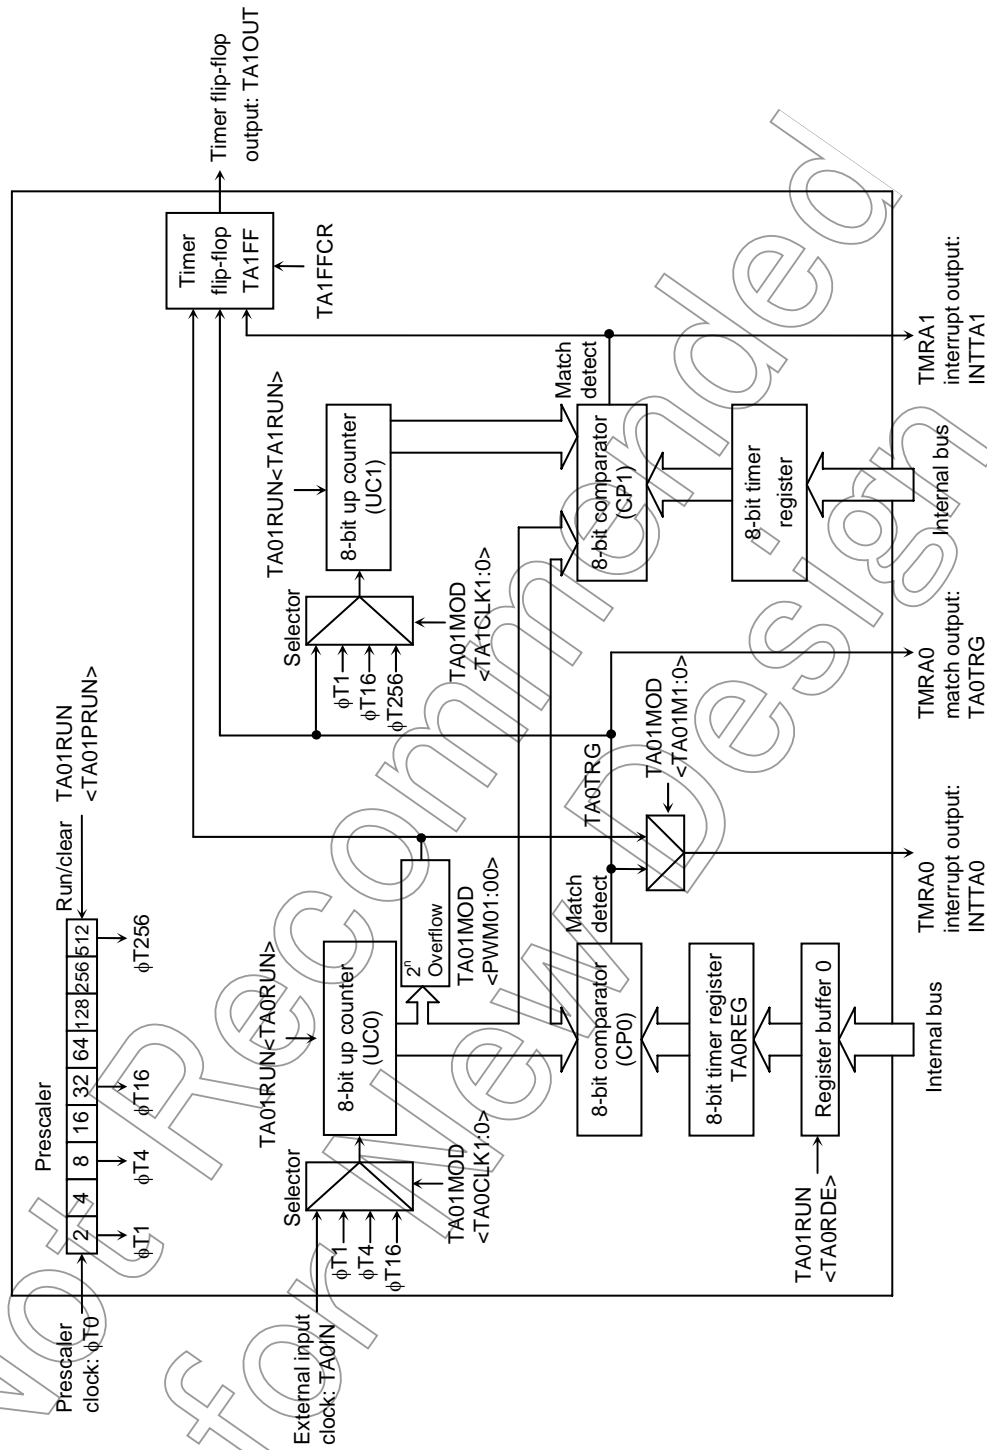 Prescaler
clock: ϕT0
Prescaler
2 4 8 16 32 64 128 256 512
Run/clear
TA01RUN
<TA01PRUN>
ϕT1
ϕT4
ϕT16
ϕT256
External input
clock: TA0IN
Selector
ϕT1
ϕT4
ϕT16
TA01MOD
<TA0CLK1:0>
TA01RUN<TA0RUN>
8-bit up counter
(UC0)
2n
Overflow
TA01MOD
<PWM01:00>
Selector
ϕT1
ϕT16
ϕT256
TA01MOD
<TA1CLK1:0>
TA01RUN<TA1RUN>
8-bit up counter
(UC1)
Timer
flip-flop
TA1FF
TA1FFCR
Timer flip-flop
output: TA1OUT
8-bit comparator
(CP0)
Match
detect
TA0TRG
TA01MOD
<TA01M1:0>
8-bit comparator
(CP1)
Match
detect
8-bit timer register
TA0REG
Register buffer 0
TA01RUN
<TA0RDE>
8-bit timer
register
Internal bus
TMRA0
interrupt output:
INTTA0
TMRA0
match output:
TA0TRG
Internal bus
TMRA1
interrupt output:
INTTA1
Not Recommended
for New Design